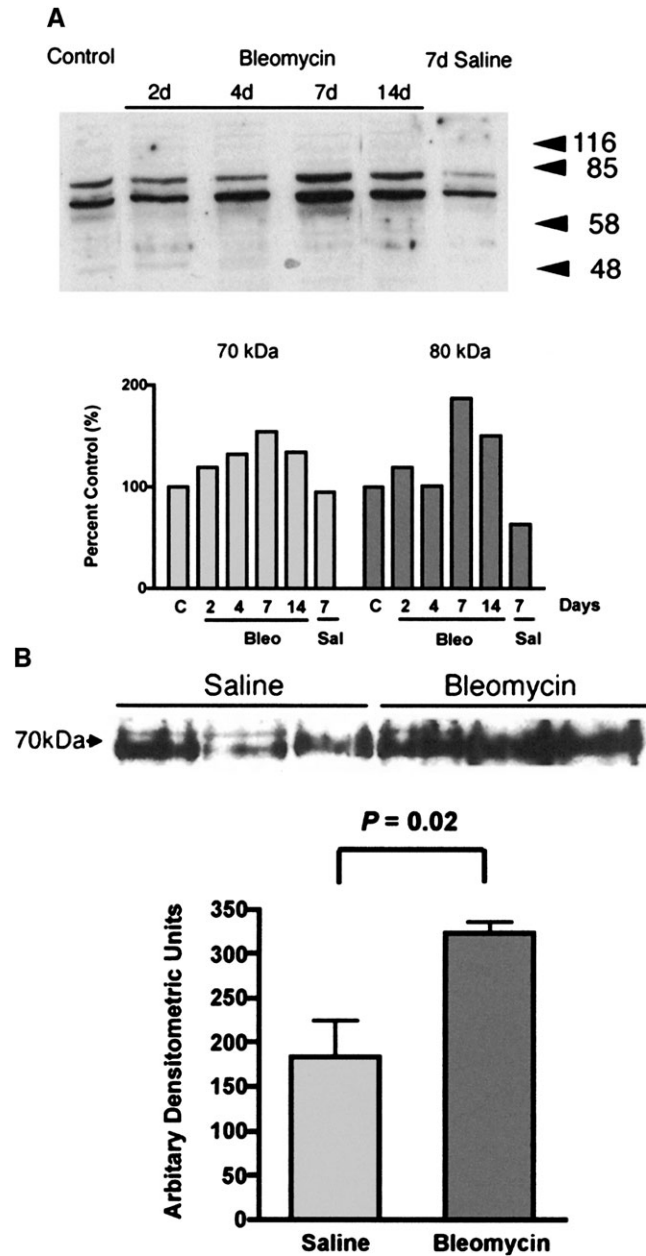 A
Control Bleomycin 7d Saline
2d 4d 7d 14d
116
85
58
48
70 kDa 80 kDa
Percent Control (%)
200
100
0
C 2 4 7 14 7 C 2 4 7 14 7 Days
Bleo Sal Bleo Sal
B
Saline Bleomycin
70kDa
P = 0.02
Arbitary Densitometric Units
350
300
250
200
150
100
50
0
Saline Bleomycin